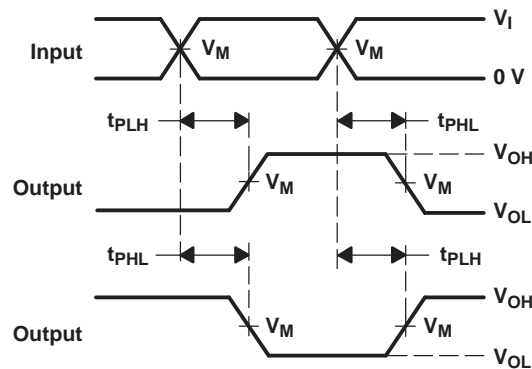 V_I
Input
V_M
V_M
0 V
t_PLH
t_PHL
V_OH
Output
V_M
V_M
V_OL
t_PHL
t_PLH
V_OH
Output
V_M
V_M
V_OL